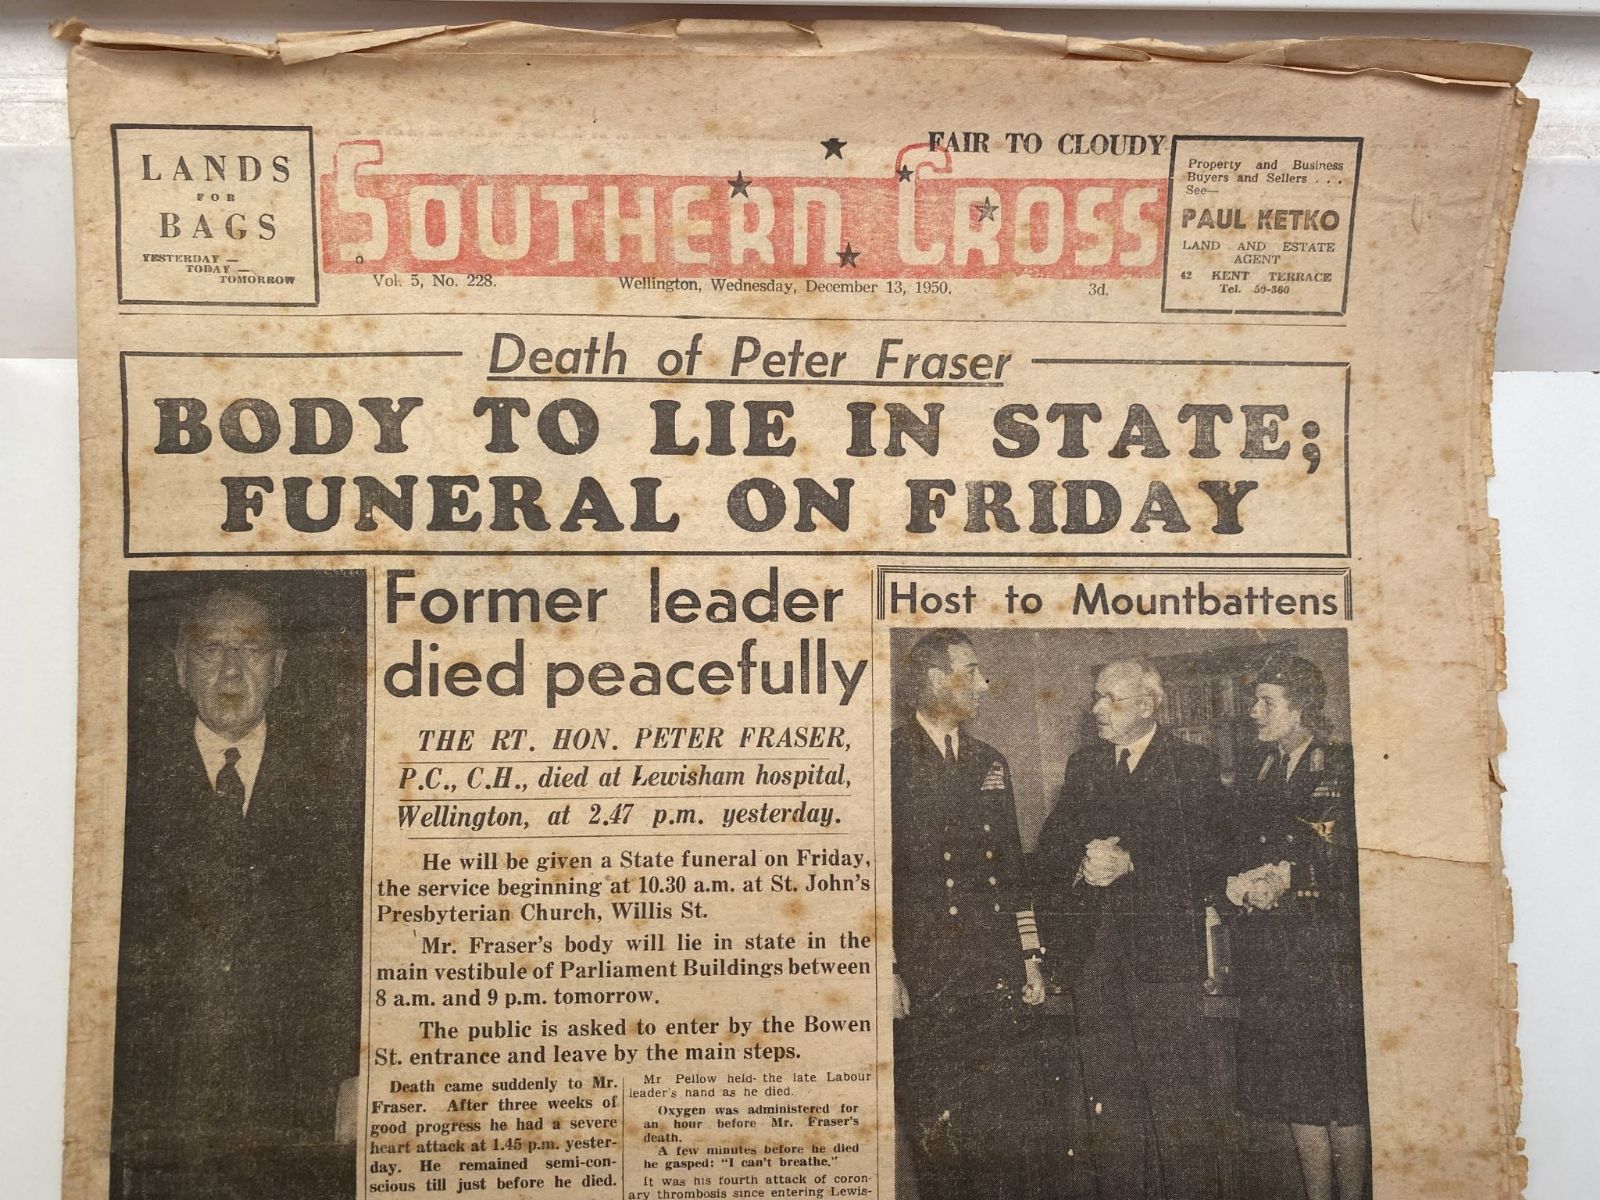 LANDS
FOR
BAGS
YESTERDAY —
TODAY —
TOMORROW
FAIR TO CLOUDY
SOUTHERN CROSS
Vol. 5, No. 228.
Wellington, Wednesday, December 13, 1950.
3d.
Property and Business
Buyers and Sellers . . .
See—
PAUL KETKO
LAND AND ESTATE
AGENT
42 KENT TERRACE
Tel. 50-360
Death of Peter Fraser
BODY TO LIE IN STATE;
FUNERAL ON FRIDAY
Former leader
died peacefully
THE RT. HON. PETER FRASER,
P.C., C.H., died at Lewisham hospital,
Wellington, at 2.47 p.m. yesterday.
He will be given a State funeral on Friday,
the service beginning at 10.30 a.m. at St. John's
Presbyterian Church, Willis St.
Mr. Fraser's body will lie in state in the
main vestibule of Parliament Buildings between
8 a.m. and 9 p.m. tomorrow.
The public is asked to enter by the Bowen
St. entrance and leave by the main steps.
Death came suddenly to Mr.
Fraser. After three weeks of
good progress he had a severe
heart attack at 1.45 p.m. yester-
day. He remained semi-con-
scious till just before he died.
Mr Pellow held the late Labour
leader's hand as he died.
Oxygen was administered for
an hour before Mr. Fraser's
death.
A few minutes before he died
he gasped: "I can't breathe."
It was his fourth attack of coron-
ary thrombosis since entering Lewis-
Host to Mountbattens